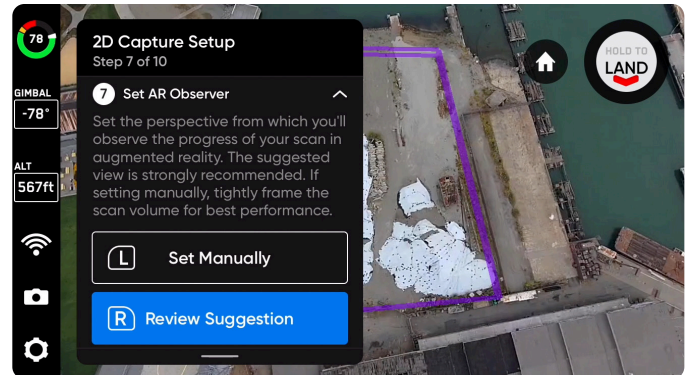 78
GIMBAL
-78°
ALT
567ft
2D Capture Setup
Step 7 of 10
7 Set AR Observer
Set the perspective from which you'll
observe the progress of your scan in
augmented reality. The suggested
view is strongly recommended. If
setting manually, tightly frame the
scan volume for best performance.
L Set Manually
R Review Suggestion
HOLD TO
LAND